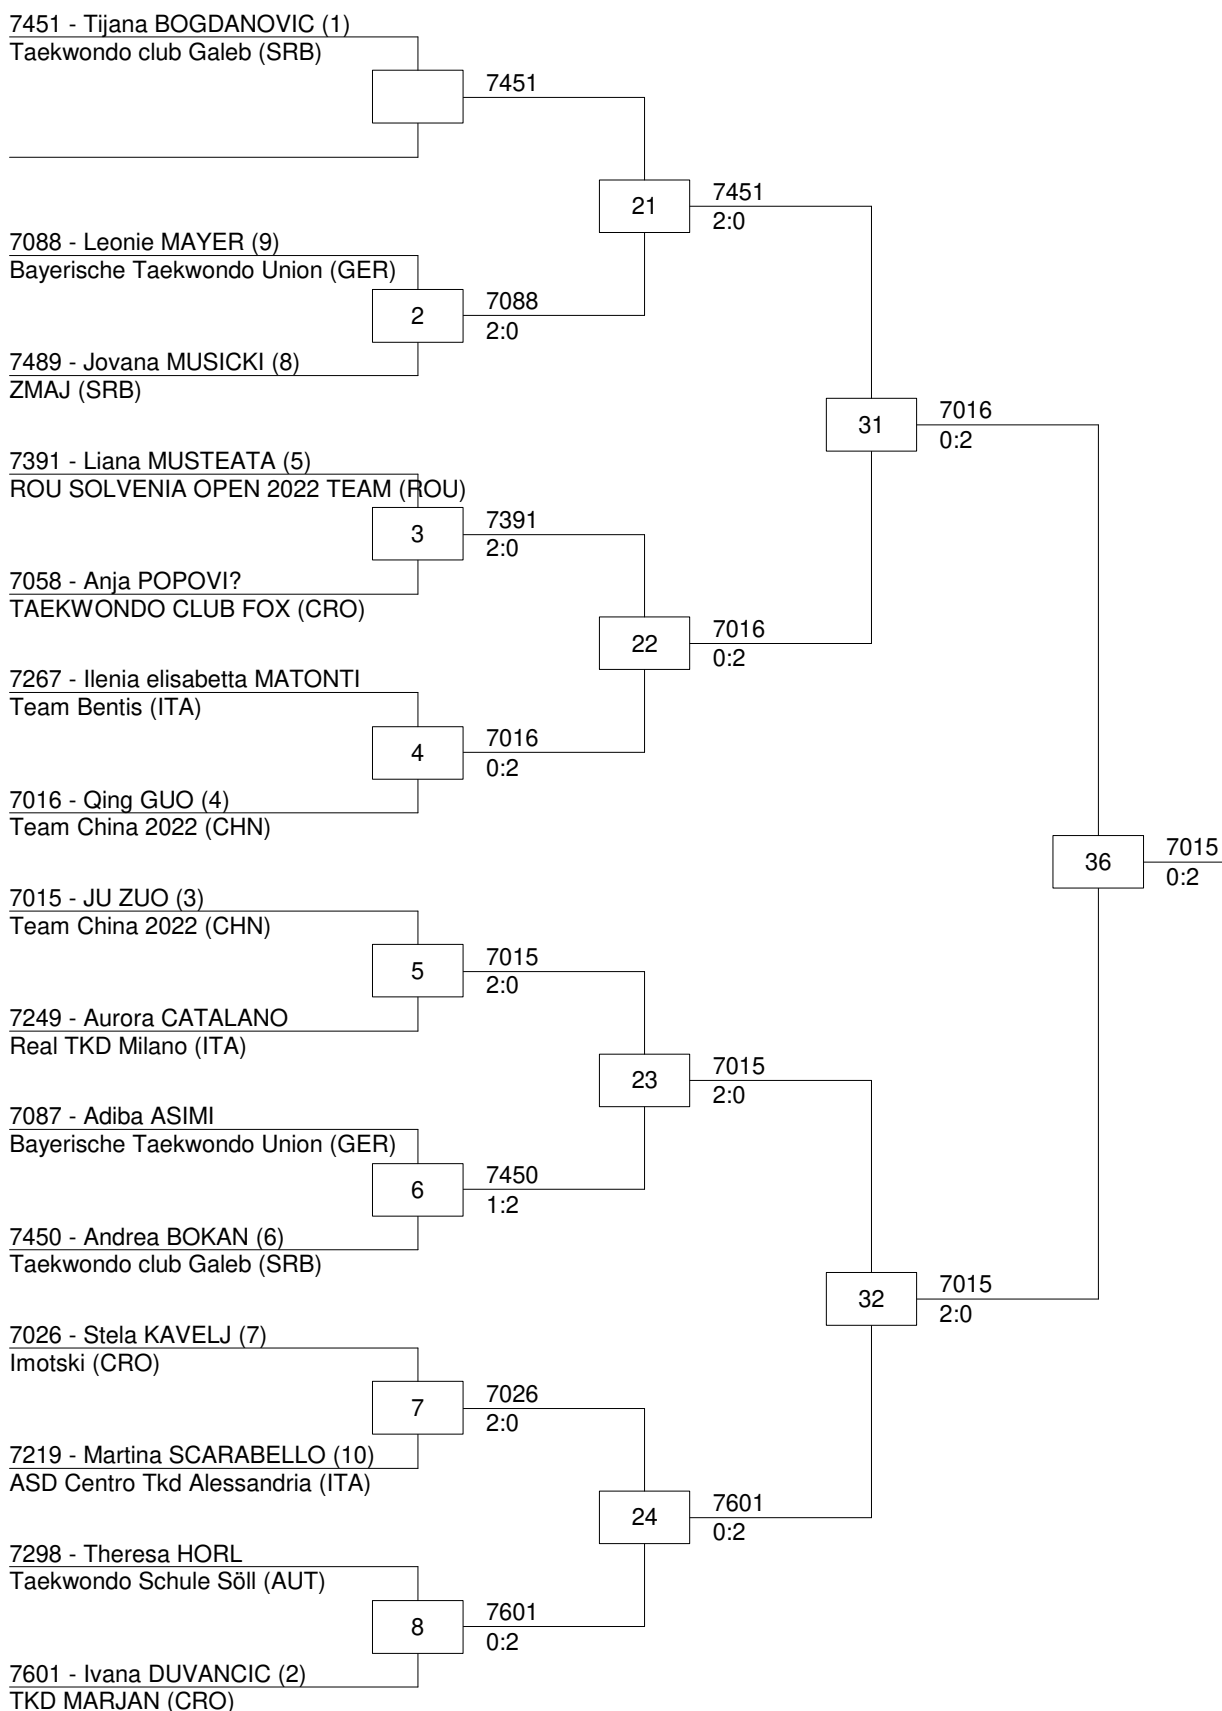 7451 - Tijana BOGDANOVIC (1)
Taekwondo club Galeb (SRB)
7451
21
7451
2:0
7088 - Leonie MAYER (9)
Bayerische Taekwondo Union (GER)
2
7088
2:0
7489 - Jovana MUSICKI (8)
ZMAJ (SRB)
31
7016
0:2
7391 - Liana MUSTEATA (5)
ROU SOLVENIA OPEN 2022 TEAM (ROU)
3
7391
2:0
7058 - Anja POPOVI?
TAEKWONDO CLUB FOX (CRO)
22
7016
0:2
7267 - Ilenia elisabetta MATONTI
Team Bentis (ITA)
4
7016
0:2
7016 - Qing GUO (4)
Team China 2022 (CHN)
36
7015
0:2
7015 - JU ZUO (3)
Team China 2022 (CHN)
5
7015
2:0
7249 - Aurora CATALANO
Real TKD Milano (ITA)
23
7015
2:0
7087 - Adiba ASIMI
Bayerische Taekwondo Union (GER)
6
7450
1:2
7450 - Andrea BOKAN (6)
Taekwondo club Galeb (SRB)
32
7015
2:0
7026 - Stela KAVELJ (7)
Imotski (CRO)
7
7026
2:0
7219 - Martina SCARABELLO (10)
ASD Centro Tkd Alessandria (ITA)
24
7601
0:2
7298 - Theresa HORL
Taekwondo Schule Söll (AUT)
8
7601
0:2
7601 - Ivana DUVANCIC (2)
TKD MARJAN (CRO)